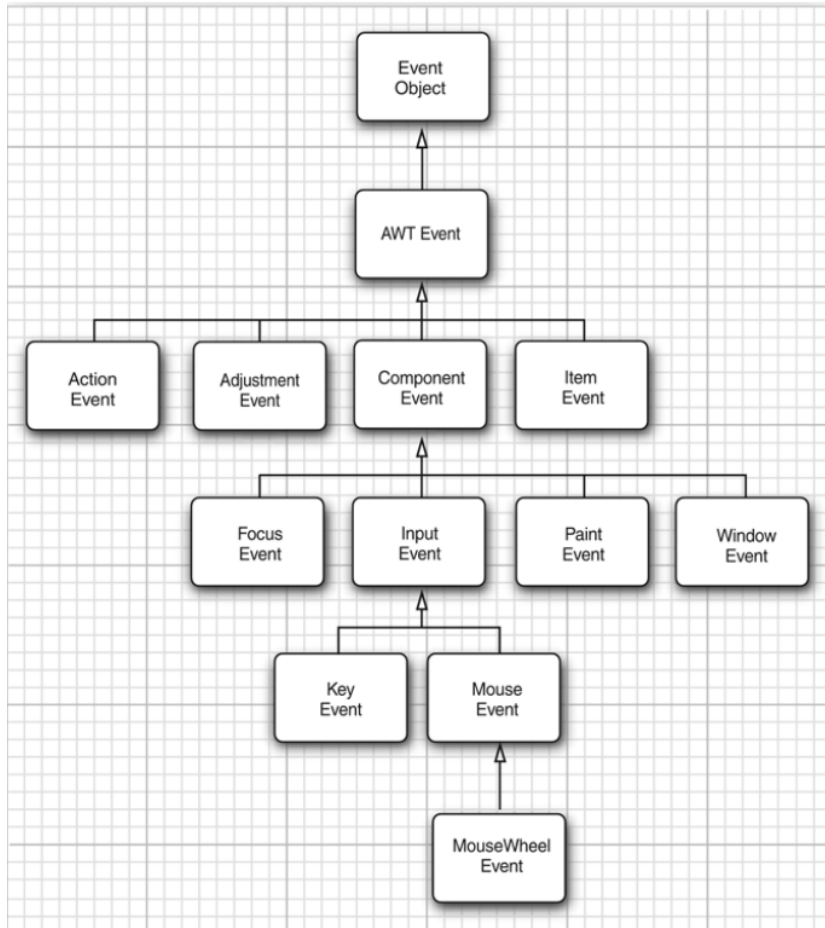 Event
Object
AWT Event
Action
Event
Adjustment
Event
Component
Event
Item
Event
Focus
Event
Input
Event
Paint
Event
Window
Event
Key
Event
Mouse
Event
MouseWheel
Event